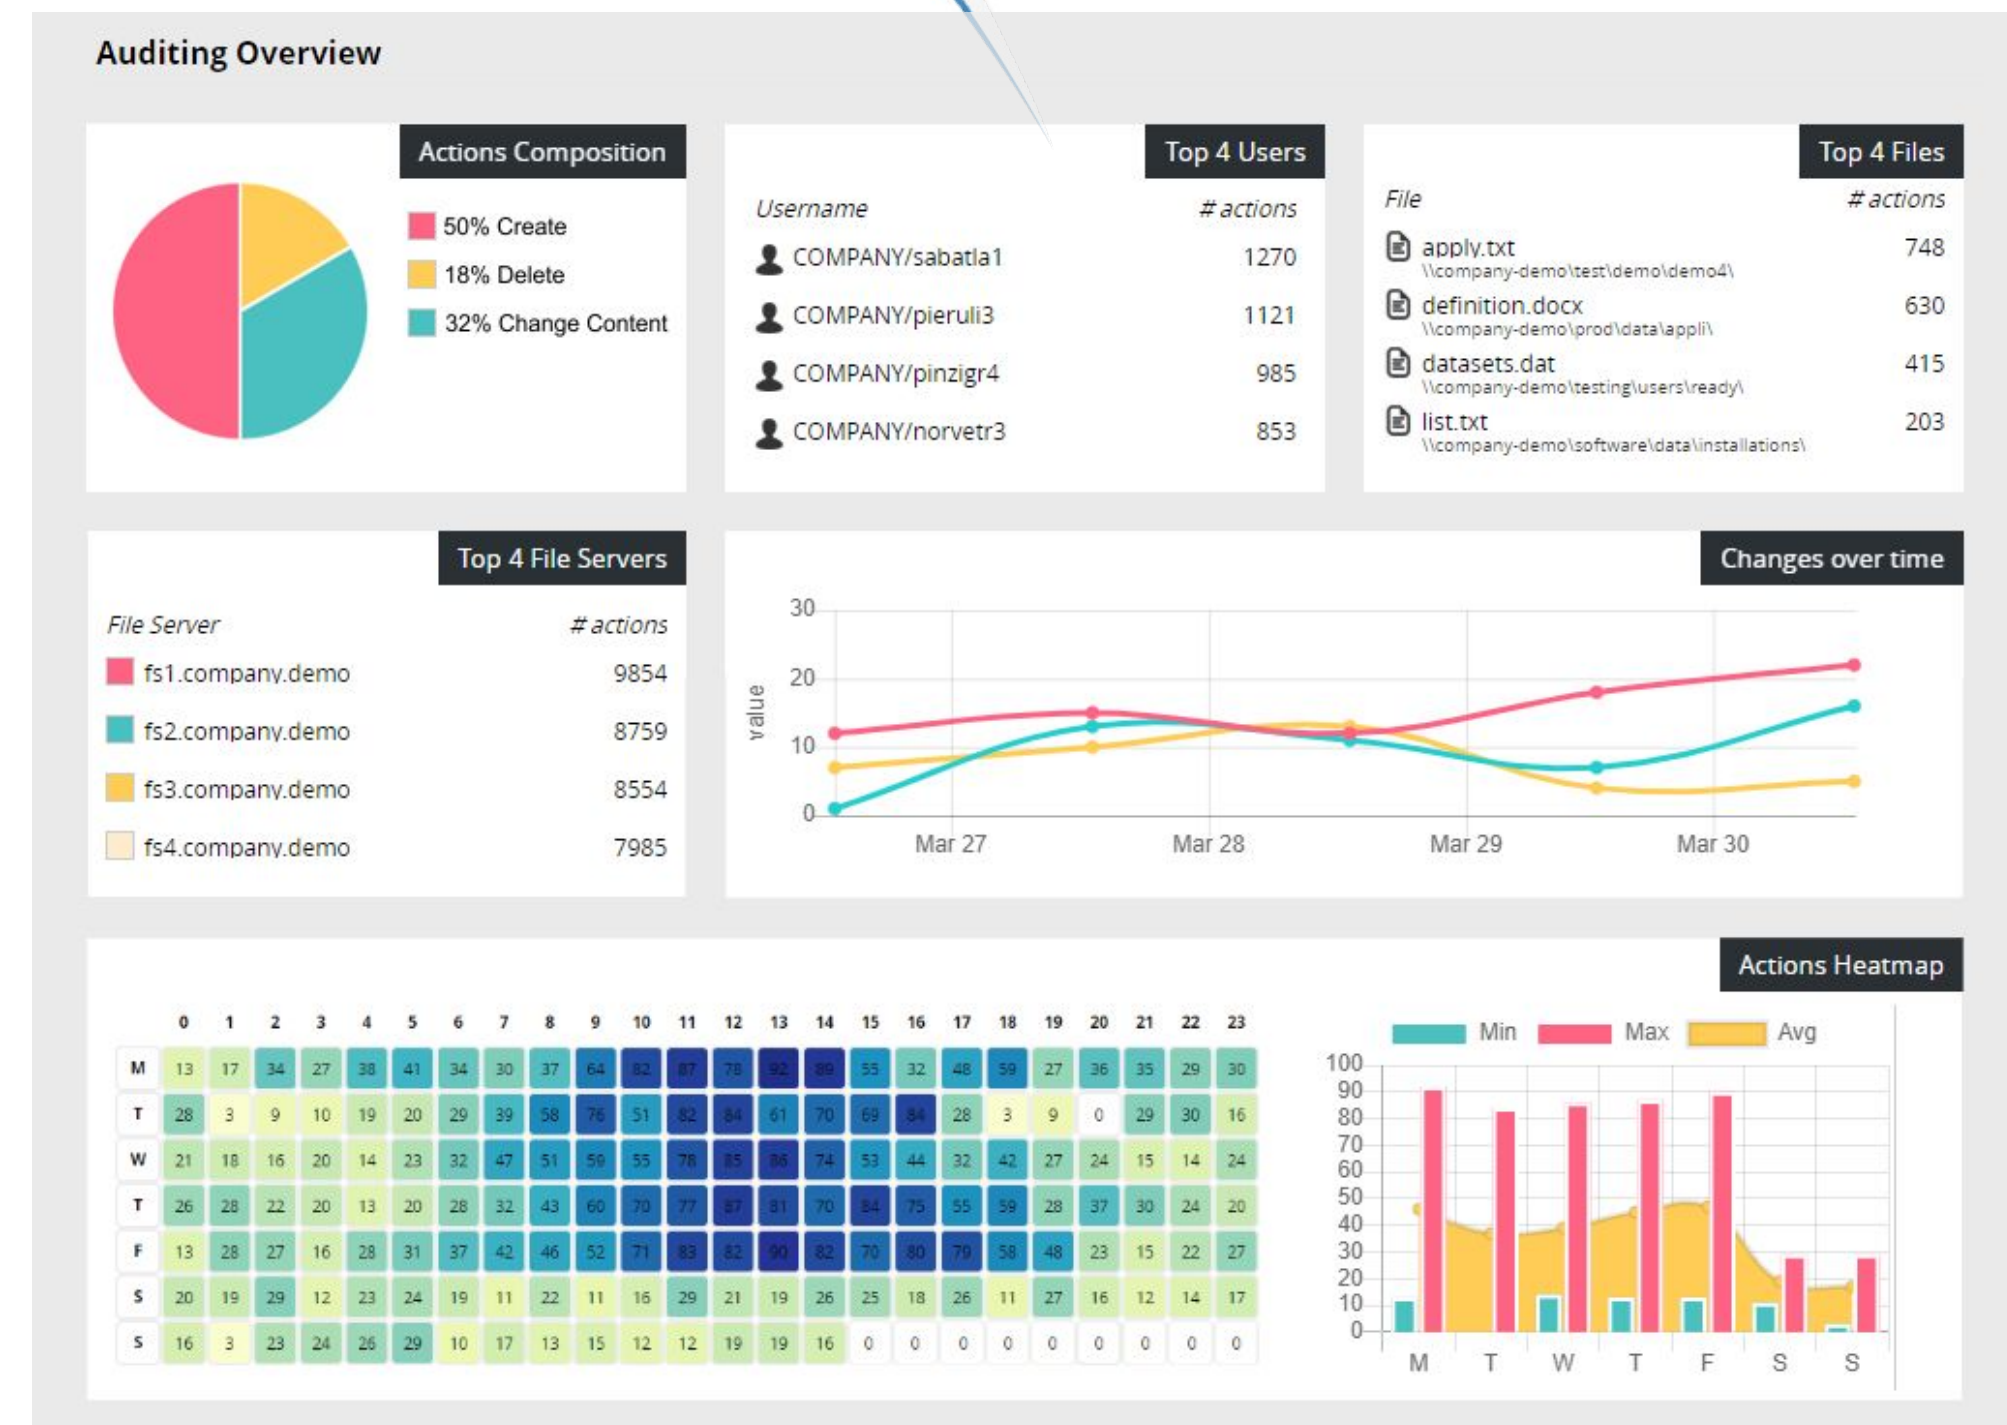 Auditing Overview
Actions Composition
50% Create
18% Delete
32% Change Content
Top 4 Users
Username # actions
COMPANY/sabatla1 1270
COMPANY/pieruli3 1121
COMPANY/pinzigr4 985
COMPANY/norvetr3 853
Top 4 Files
File # actions
apply.txt 748
\\company-demo\test\demo\demo4\
definition.docx 630
\\company-demo\prod\data\appli\
datasets.dat 415
\\company-demo\testing\users\ready\
list.txt 203
\\company-demo\software\data\installations\
Top 4 File Servers
File Server # actions
fs1.company.demo 9854
fs2.company.demo 8759
fs3.company.demo 8554
fs4.company.demo 7985
Changes over time
30
20
10
0
value
Mar 27 Mar 28 Mar 29 Mar 30
Actions Heatmap
0 1 2 3 4 5 6 7 8 9 10 11 12 13 14 15 16 17 18 19 20 21 22 23
M 13 17 34 27 38 41 34 30 37 64 82 87 78 92 89 55 32 48 59 27 36 35 29 30
T 28 3 9 10 19 20 29 39 58 76 51 82 84 61 70 69 84 28 3 9 0 29 30 16
W 21 18 16 20 14 23 32 47 51 59 55 78 85 86 74 53 44 32 42 27 24 15 14 24
T 26 28 22 20 13 20 28 32 43 60 70 77 87 81 70 84 75 55 59 28 37 30 24 20
F 13 28 27 16 28 31 37 42 46 52 71 83 82 90 82 70 80 79 58 48 23 15 22 27
S 20 19 29 12 23 24 19 11 22 11 16 29 21 19 26 25 18 26 11 27 16 12 14 17
S 16 3 23 24 26 29 10 17 13 15 12 12 19 19 16 0 0 0 0 0 0 0 0 0
Min Max Avg
100
90
80
70
60
50
40
30
20
10
0
M T W T F S S